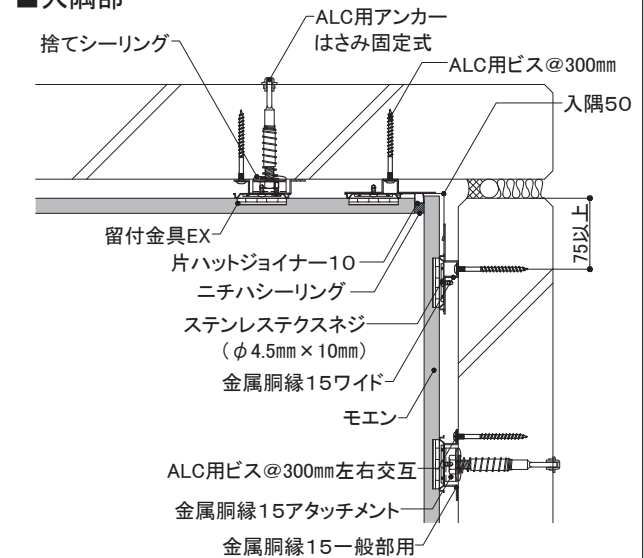 ■入隅部
ALC用アンカー
はさみ固定式
捨てシーリング
ALC用ビス@300mm
入隅50
75以上
留付金具EX
片ハットジョイナー10
ニチハシーリング
ステンレステクスネジ
(φ4.5mm×10mm)
金属胴縁15ワイド
モエン
ALC用ビス@300mm左右交互
金属胴縁15アタッチメント
金属胴縁15一般部用